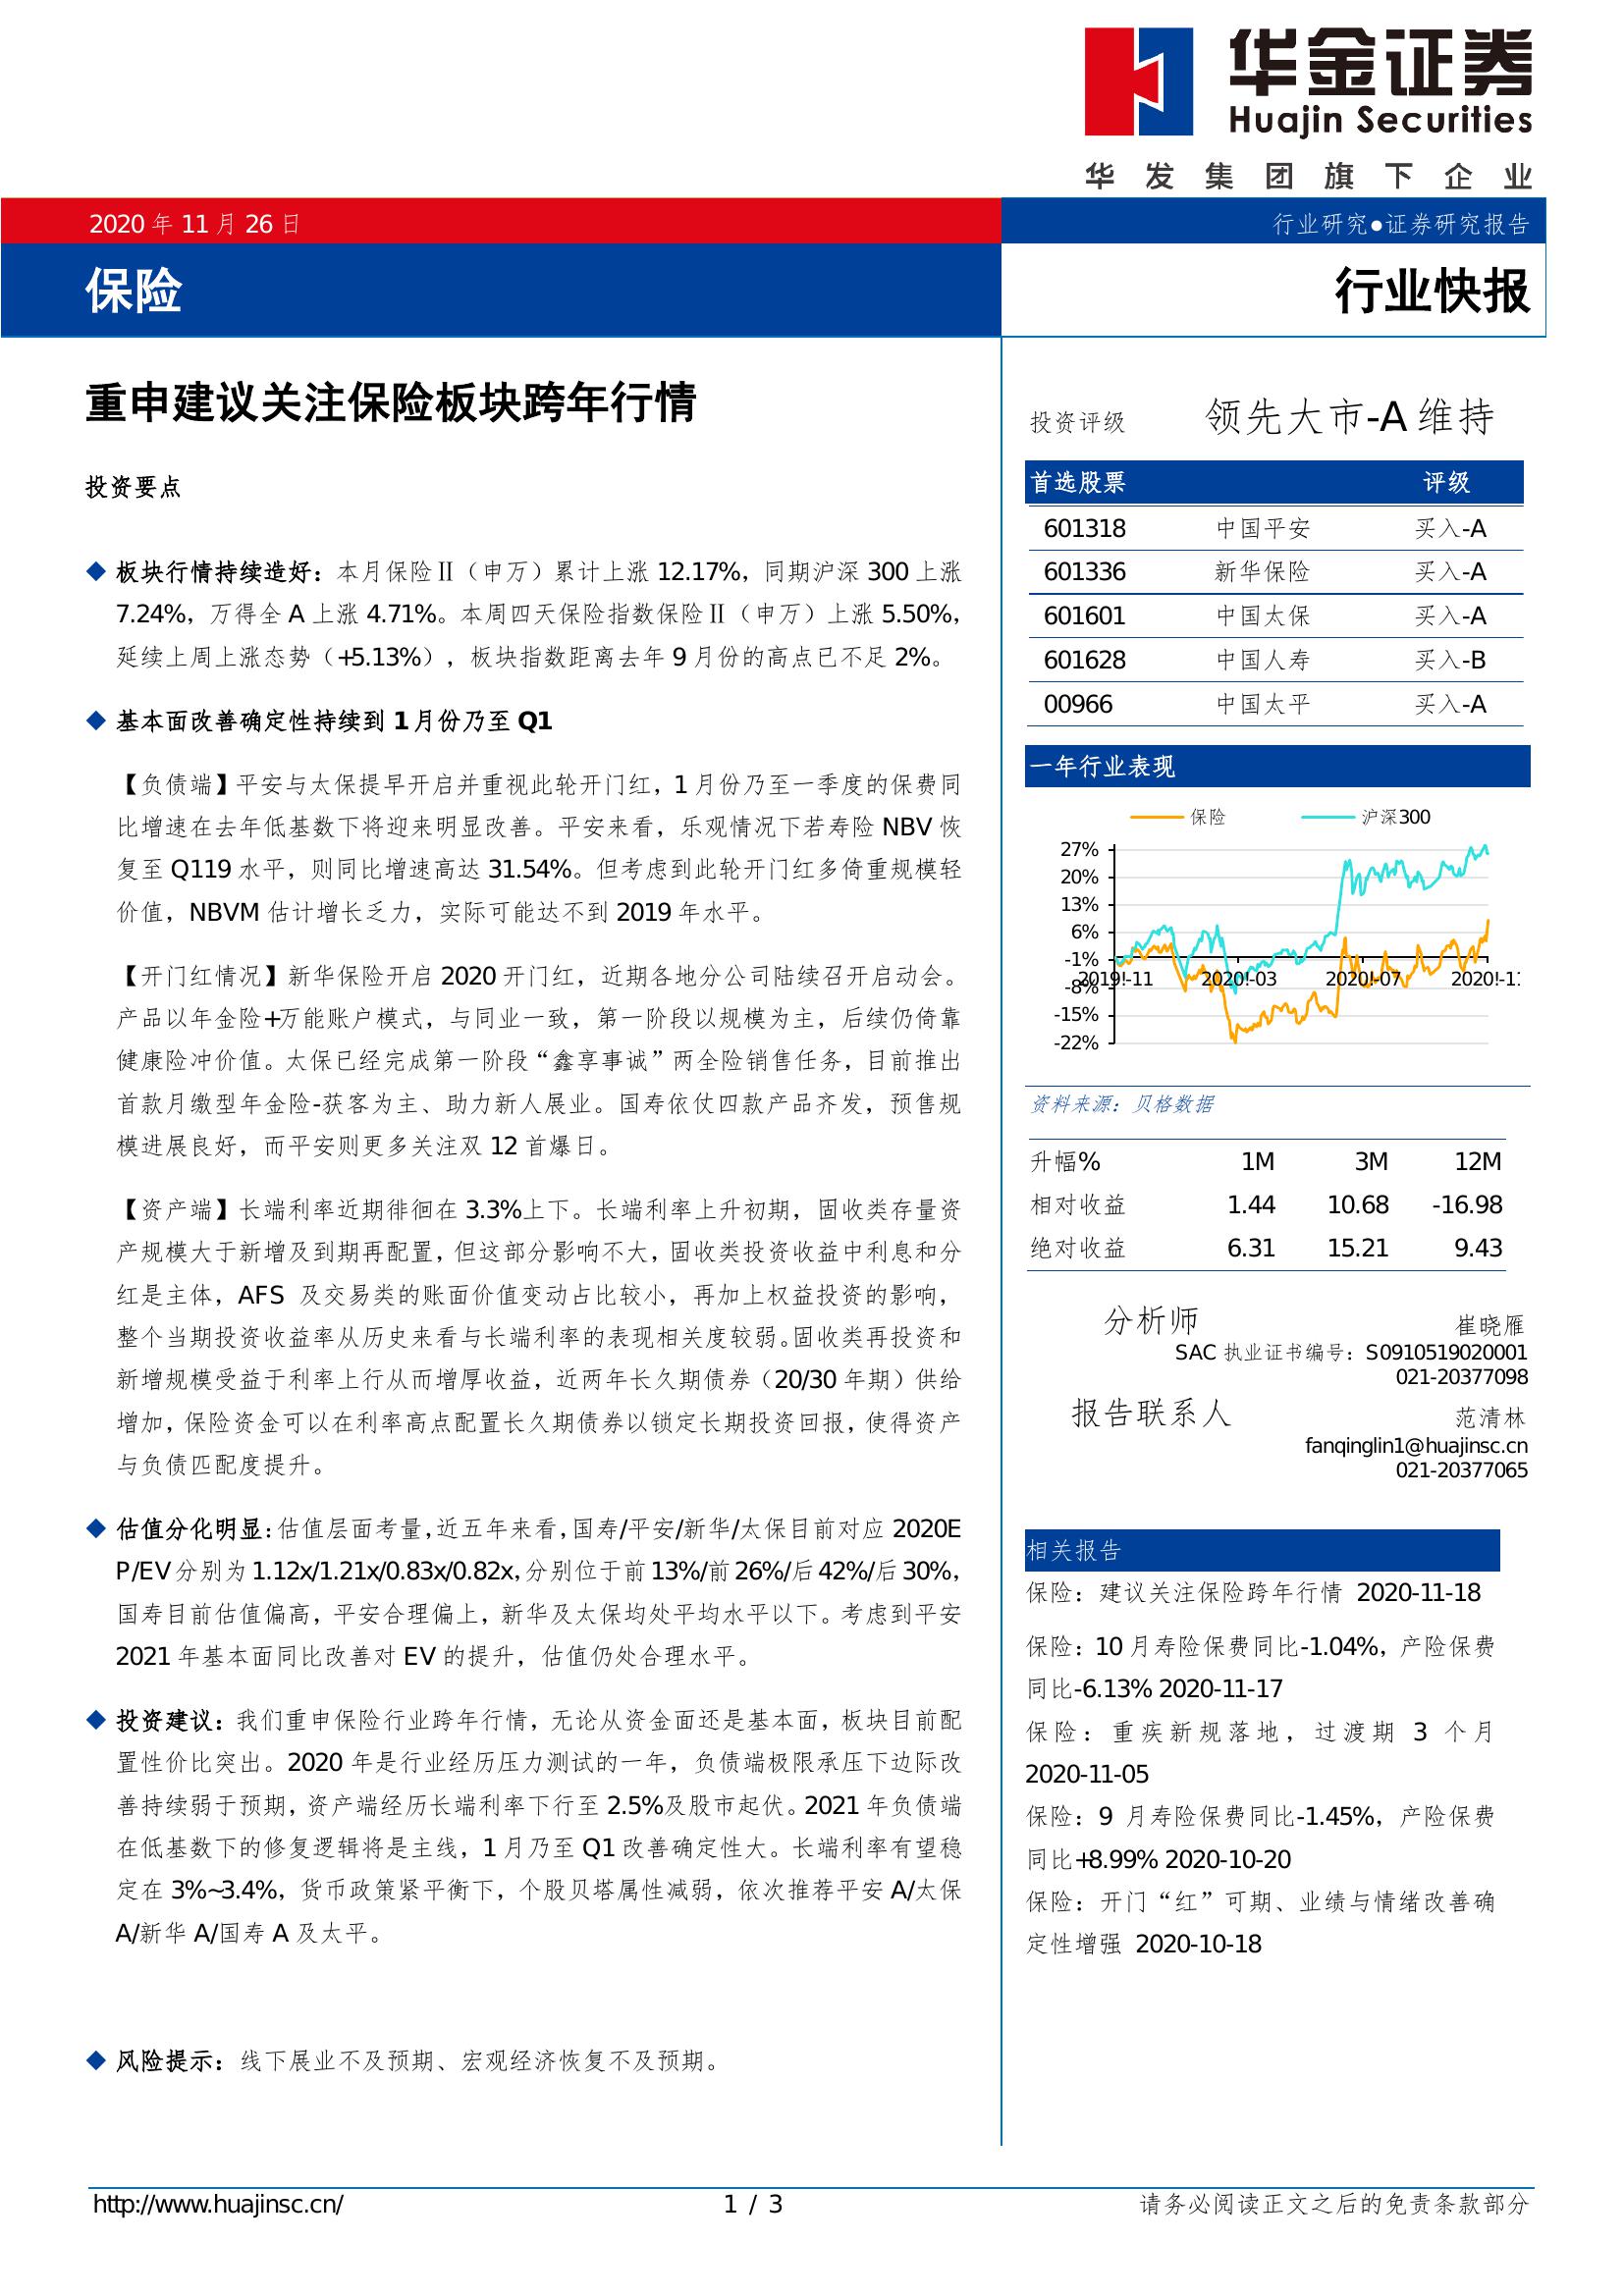 华金证券
Huajin Securities
华发集团旗下企业
2020 年 11 月 26 日
行业研究●证券研究报告
保险
行业快报
重申建议关注保险板块跨年行情
投资要点
◆ 板块行情持续造好：本月保险Ⅱ（申万）累计上涨 12.17%，同期沪深 300 上涨
7.24%，万得全 A 上涨 4.71%。本周四天保险指数保险Ⅱ（申万）上涨 5.50%，
延续上周上涨态势（+5.13%），板块指数距离去年 9 月份的高点已不足 2%。
◆ 基本面改善确定性持续到 1 月份乃至 Q1
【负债端】平安与太保提早开启并重视此轮开门红，1 月份乃至一季度的保费同
比增速在去年低基数下将迎来明显改善。平安来看，乐观情况下若寿险 NBV 恢
复至 Q119 水平，则同比增速高达 31.54%。但考虑到此轮开门红多倚重规模轻
价值，NBVM 估计增长乏力，实际可能达不到 2019 年水平。
【开门红情况】新华保险开启 2020 开门红，近期各地分公司陆续召开启动会。
产品以年金险+万能账户模式，与同业一致，第一阶段以规模为主，后续仍倚靠
健康险冲价值。太保已经完成第一阶段“鑫享事诚”两全险销售任务，目前推出
首款月缴型年金险-获客为主、助力新人展业。国寿依仗四款产品齐发，预售规
模进展良好，而平安则更多关注双 12 首爆日。
【资产端】长端利率近期徘徊在 3.3%上下。长端利率上升初期，固收类存量资
产规模大于新增及到期再配置，但这部分影响不大，固收类投资收益中利息和分
红是主体，AFS 及交易类的账面价值变动占比较小，再加上权益投资的影响，
整个当期投资收益率从历史来看与长端利率的表现相关度较弱。固收类再投资和
新增规模受益于利率上行从而增厚收益，近两年长久期债券（20/30 年期）供给
增加，保险资金可以在利率高点配置长久期债券以锁定长期投资回报，使得资产
与负债匹配度提升。
◆ 估值分化明显：估值层面考量，近五年来看，国寿/平安/新华/太保目前对应 2020E
P/EV 分别为 1.12x/1.21x/0.83x/0.82x，分别位于前 13%/前 26%/后 42%/后 30%，
国寿目前估值偏高，平安合理偏上，新华及太保均处平均水平以下。考虑到平安
2021 年基本面同比改善对 EV 的提升，估值仍处合理水平。
◆ 投资建议：我们重申保险行业跨年行情，无论从资金面还是基本面，板块目前配
置性价比突出。2020 年是行业经历压力测试的一年，负债端极限承压下边际改
善持续弱于预期，资产端经历长端利率下行至 2.5%及股市起伏。2021 年负债端
在低基数下的修复逻辑将是主线，1 月乃至 Q1 改善确定性大。长端利率有望稳
定在 3%~3.4%，货币政策紧平衡下，个股贝塔属性减弱，依次推荐平安 A/太保
A/新华 A/国寿 A 及太平。
◆ 风险提示：线下展业不及预期、宏观经济恢复不及预期。
投资评级 领先大市-A 维持
首选股票 评级
601318 中国平安 买入-A
601336 新华保险 买入-A
601601 中国太保 买入-A
601628 中国人寿 买入-B
00966 中国太平 买入-A
一年行业表现
保险 沪深300
27%
20%
13%
6%
-1%
-8%
-15%
-22%
2019!-11 2020!-03 2020!-07 2020!-11
资料来源：贝格数据
升幅% 1M 3M 12M
相对收益 1.44 10.68 -16.98
绝对收益 6.31 15.21 9.43
分析师 崔晓雁
SAC 执业证书编号：S0910519020001
021-20377098
报告联系人 范清林
fanqinglin1@huajinsc.cn
021-20377065
相关报告
保险：建议关注保险跨年行情 2020-11-18
保险：10 月寿险保费同比-1.04%，产险保费
同比-6.13% 2020-11-17
保险：重疾新规落地，过渡期 3 个月
2020-11-05
保险：9 月寿险保费同比-1.45%，产险保费
同比+8.99% 2020-10-20
保险：开门“红”可期、业绩与情绪改善确
定性增强 2020-10-18
http://www.huajinsc.cn/ 1 / 3 请务必阅读正文之后的免责条款部分